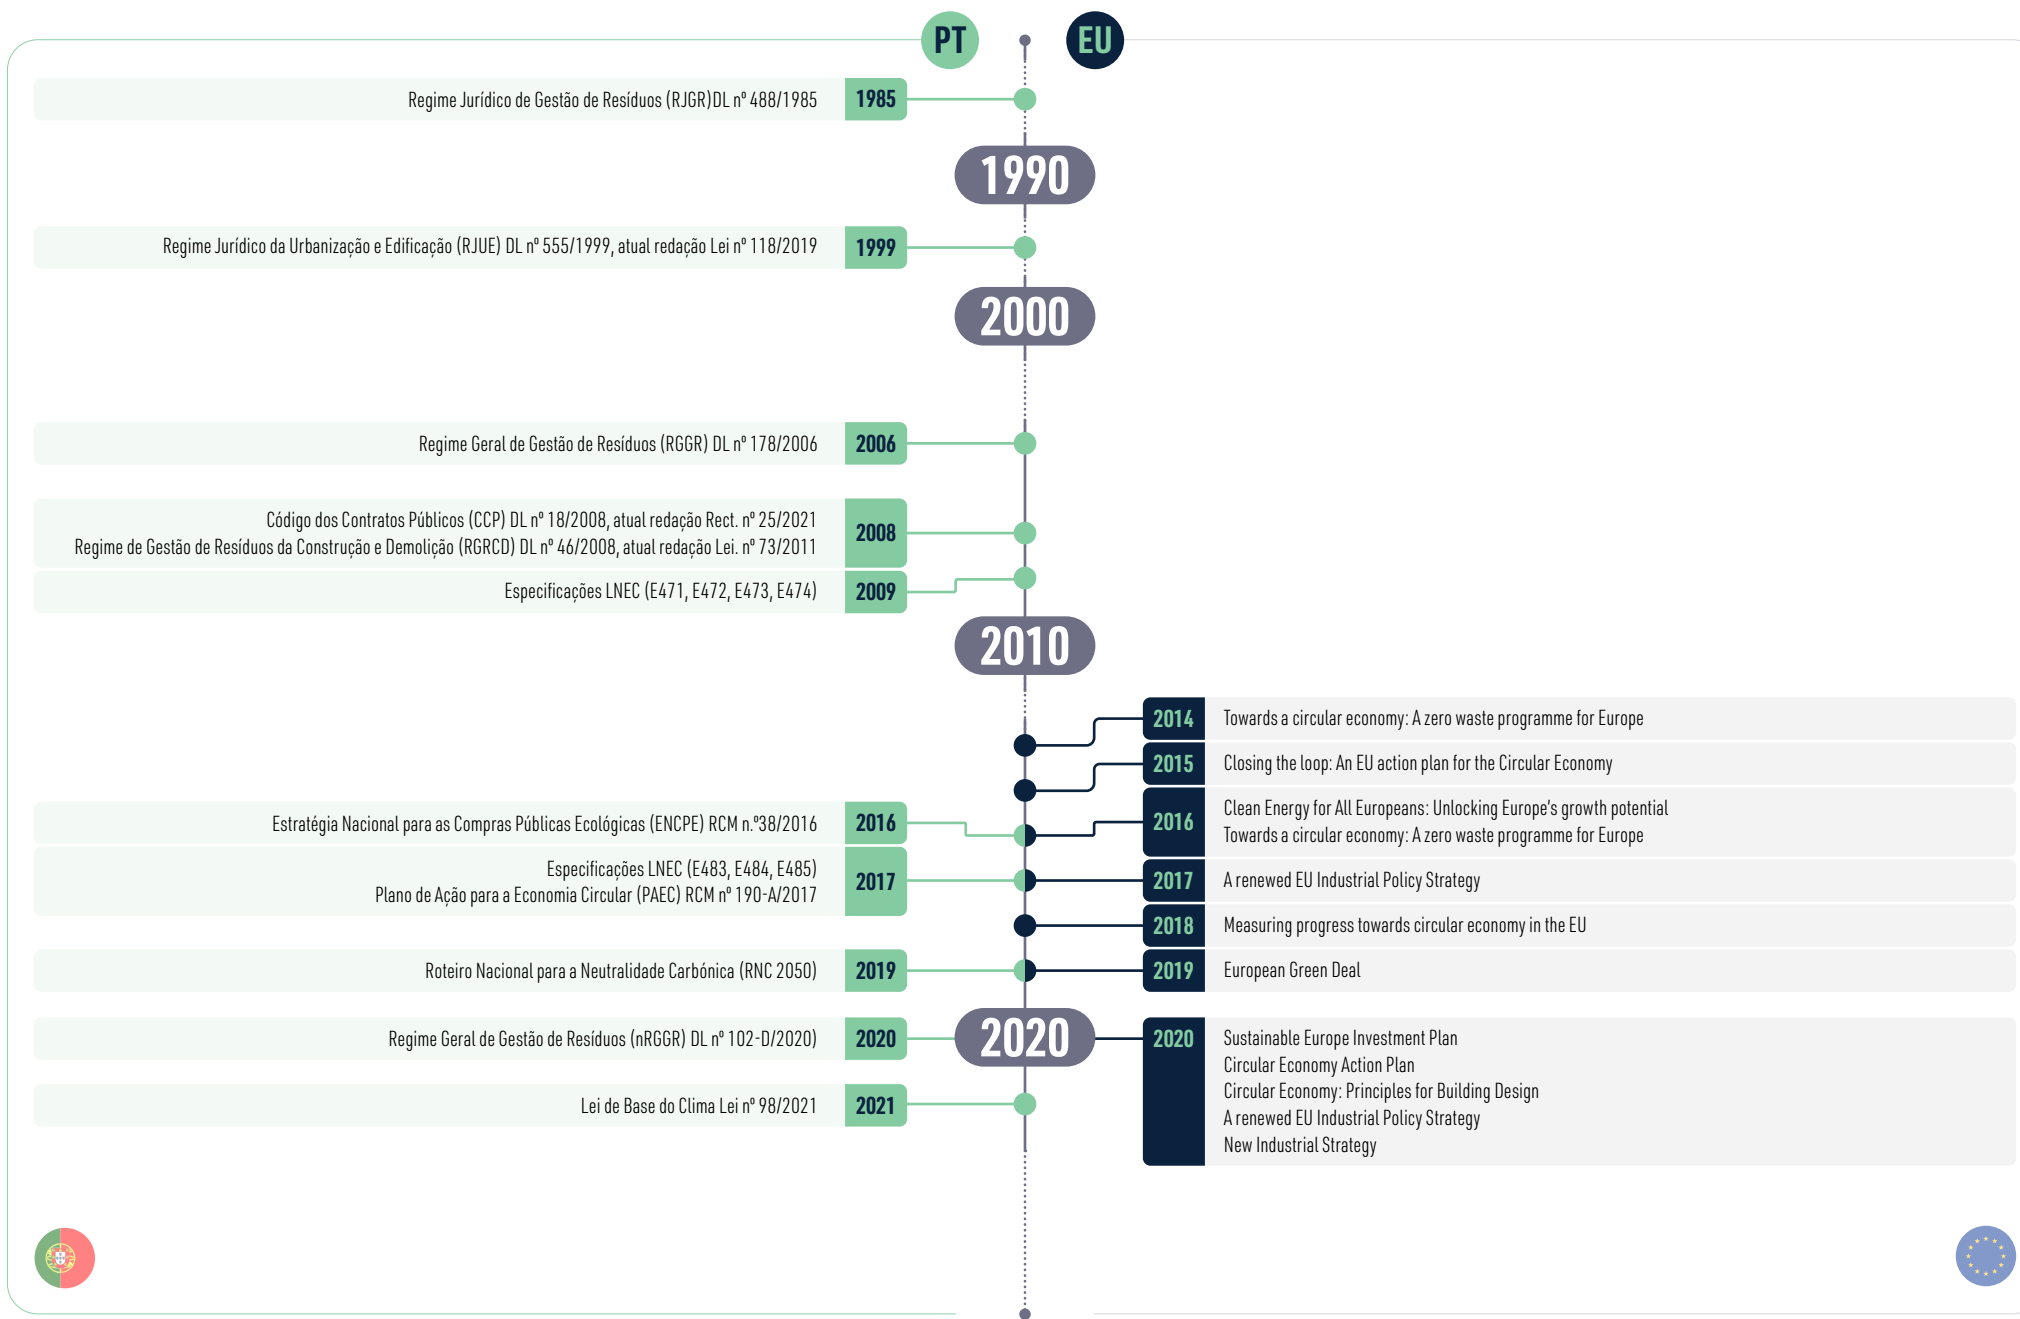 PT
EU
Regime Jurídico de Gestão de Resíduos (RJGR)DL nº 488/1985
1985
1990
Regime Jurídico da Urbanização e Edificação (RJUE) DL nº 555/1999, atual redação Lei nº 118/2019
1999
2000
Regime Geral de Gestão de Resíduos (RGGR) DL nº 178/2006
2006
Código dos Contratos Públicos (CCP) DL nº 18/2008, atual redação Rect. nº 25/2021
Regime de Gestão de Resíduos da Construção e Demolição (RGRCD) DL nº 46/2008, atual redação Lei. nº 73/2011
2008
Especificações LNEC (E471, E472, E473, E474)
2009
2010
2014
Towards a circular economy: A zero waste programme for Europe
2015
Closing the loop: An EU action plan for the Circular Economy
Estratégia Nacional para as Compras Públicas Ecológicas (ENCPE) RCM n.º38/2016
2016
2016
Clean Energy for All Europeans: Unlocking Europe's growth potential
Towards a circular economy: A zero waste programme for Europe
Especificações LNEC (E483, E484, E485)
Plano de Ação para a Economia Circular (PAEC) RCM nº 190-A/2017
2017
2017
A renewed EU Industrial Policy Strategy
2018
Measuring progress towards circular economy in the EU
Roteiro Nacional para a Neutralidade Carbónica (RNC 2050)
2019
2019
European Green Deal
Regime Geral de Gestão de Resíduos (nRGGR) DL nº 102-D/2020)
2020
2020
2020
Sustainable Europe Investment Plan
Circular Economy Action Plan
Circular Economy: Principles for Building Design
A renewed EU Industrial Policy Strategy
New Industrial Strategy
Lei de Base do Clima Lei nº 98/2021
2021